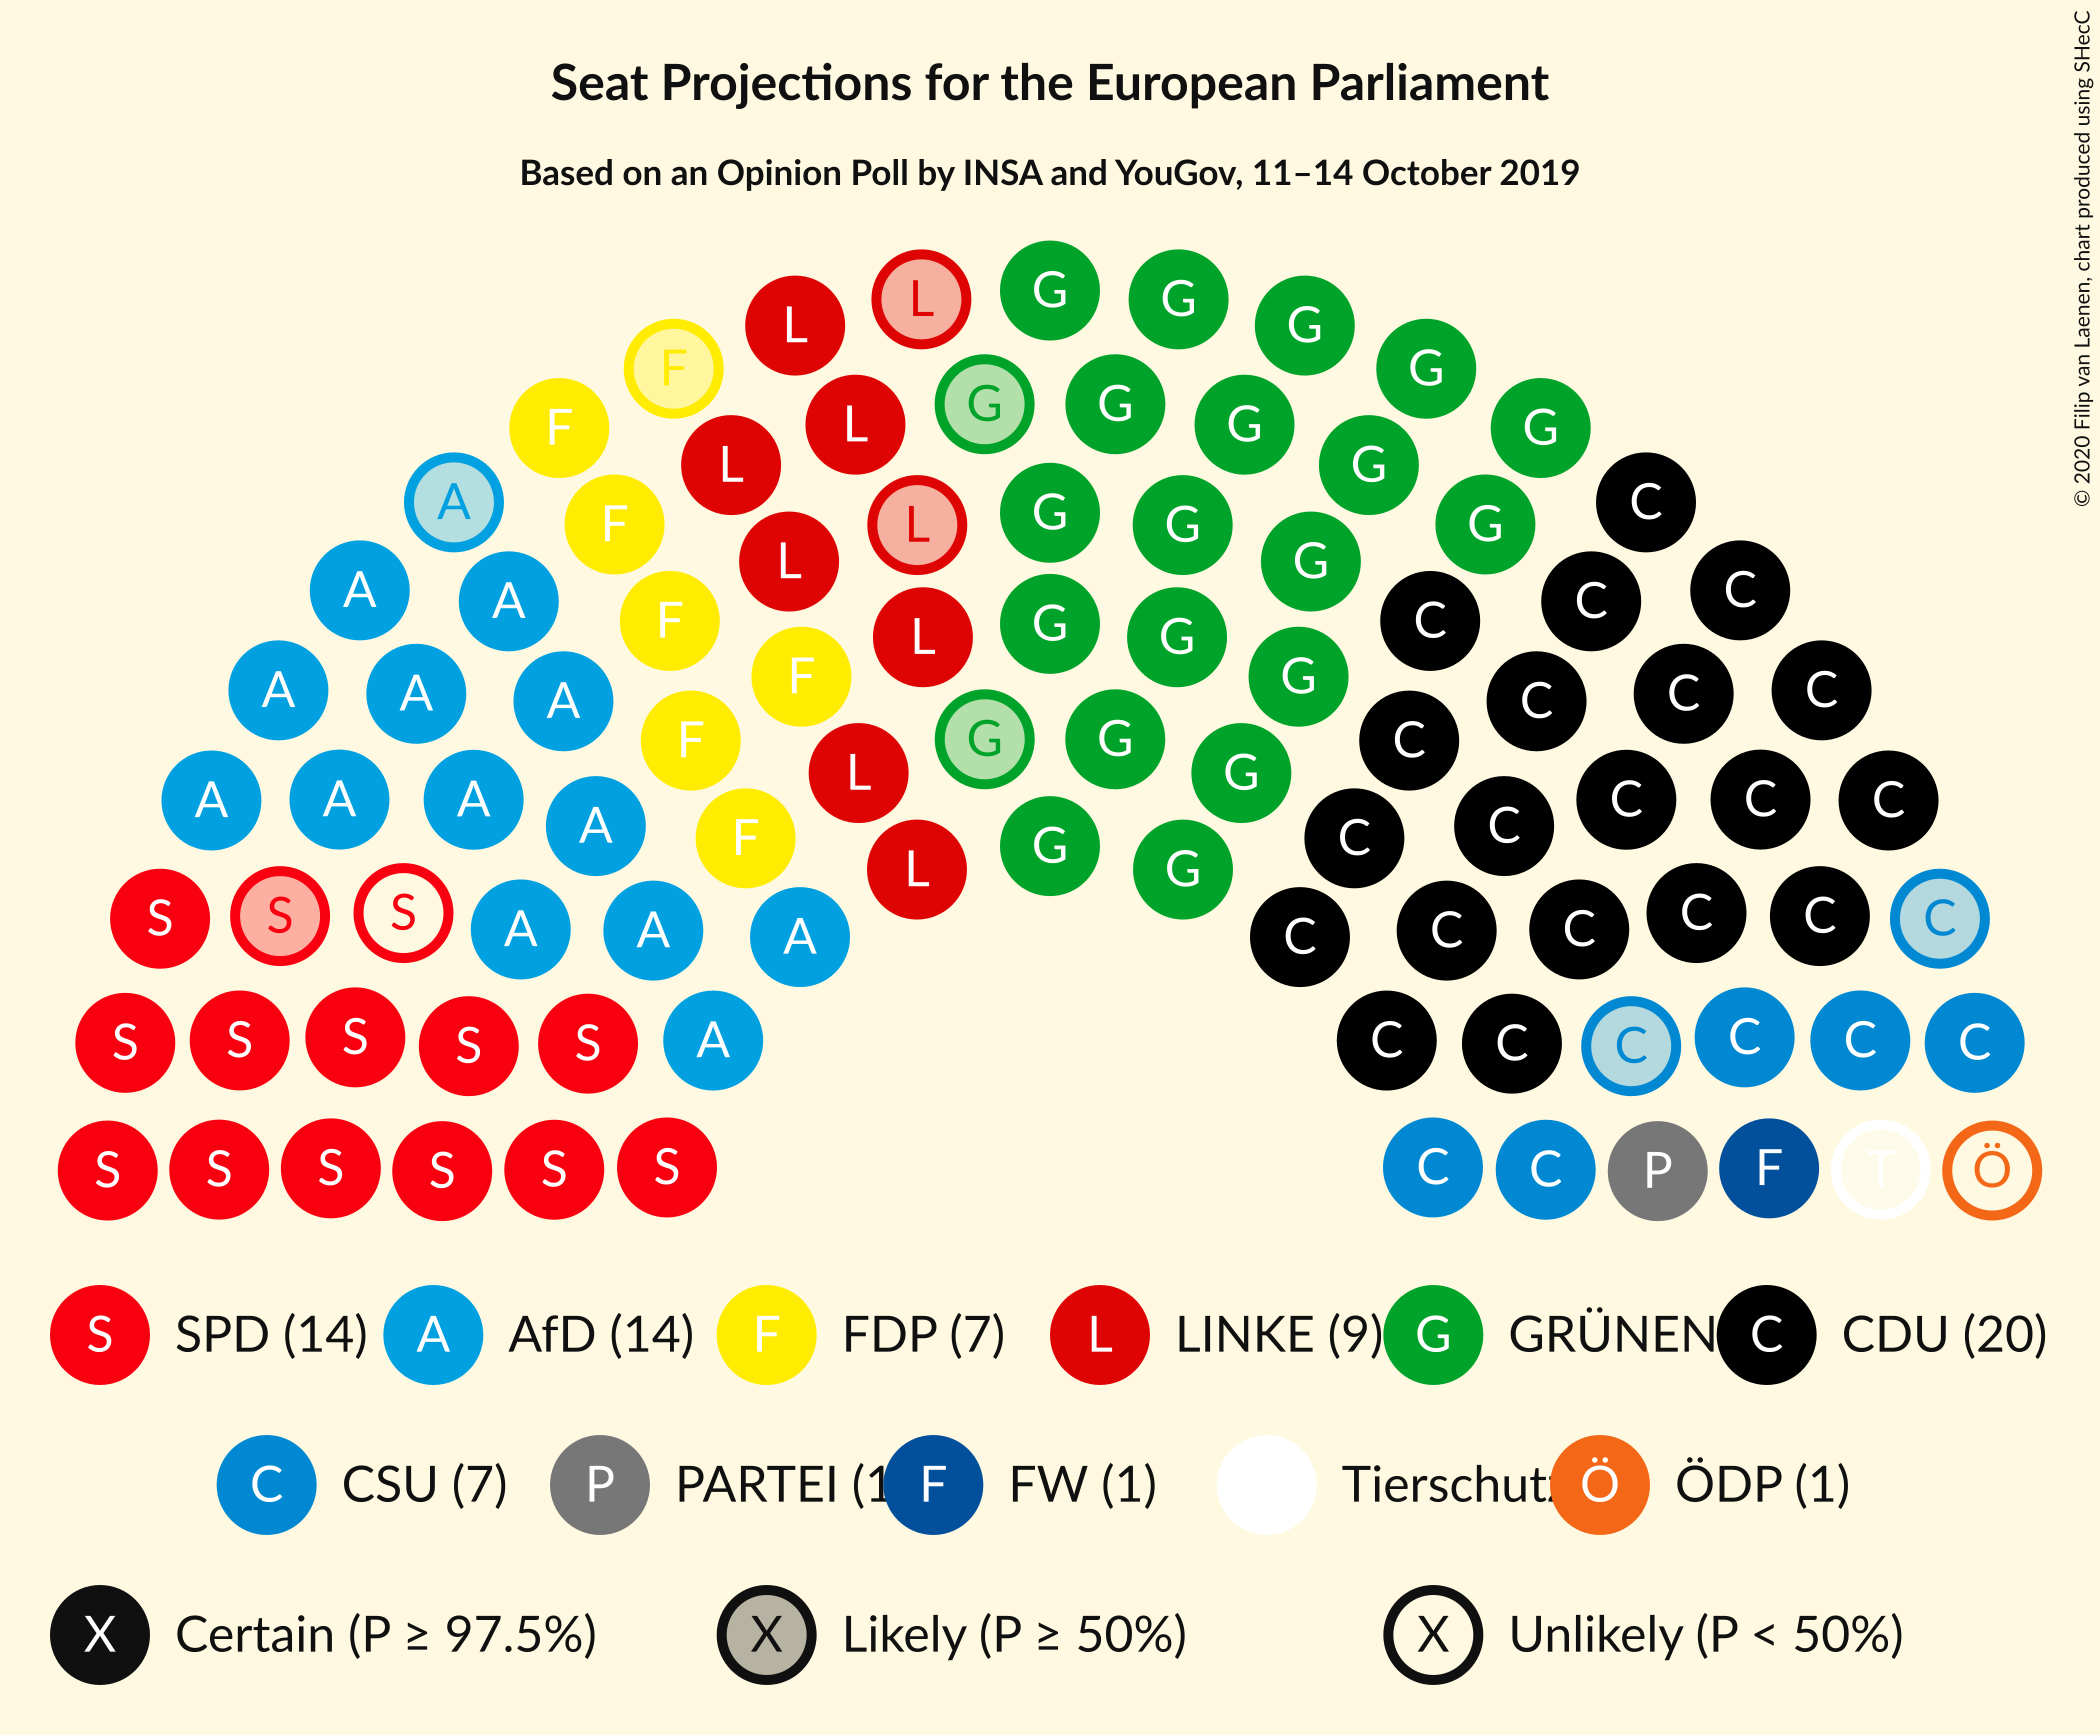 Seat Projections for the European Parliament
Based on an Opinion Poll by INSA and YouGov, 11–14 October 2019
© 2020 Filip van Laenen, chart produced using SHecC
L G G G
F L G G
F L G G G G G
A F L L G G G G C
A A F L G G G C C C
A A A F F L G G G C C C C
A A A A F F L G G G C C C C C C
S S S A A A L G G C C C C C C C
S S S S S A C C C C C C
S S S S S S C C P F T Ö
S SPD (14) A AfD (14) F FDP (7) L LINKE (9) G GRÜNEN C CDU (20)
C CSU (7) P PARTEI (1 F FW (1) Tierschutz Ö ÖDP (1)
X Certain (P ≥ 97.5%) X Likely (P ≥ 50%) X Unlikely (P < 50%)